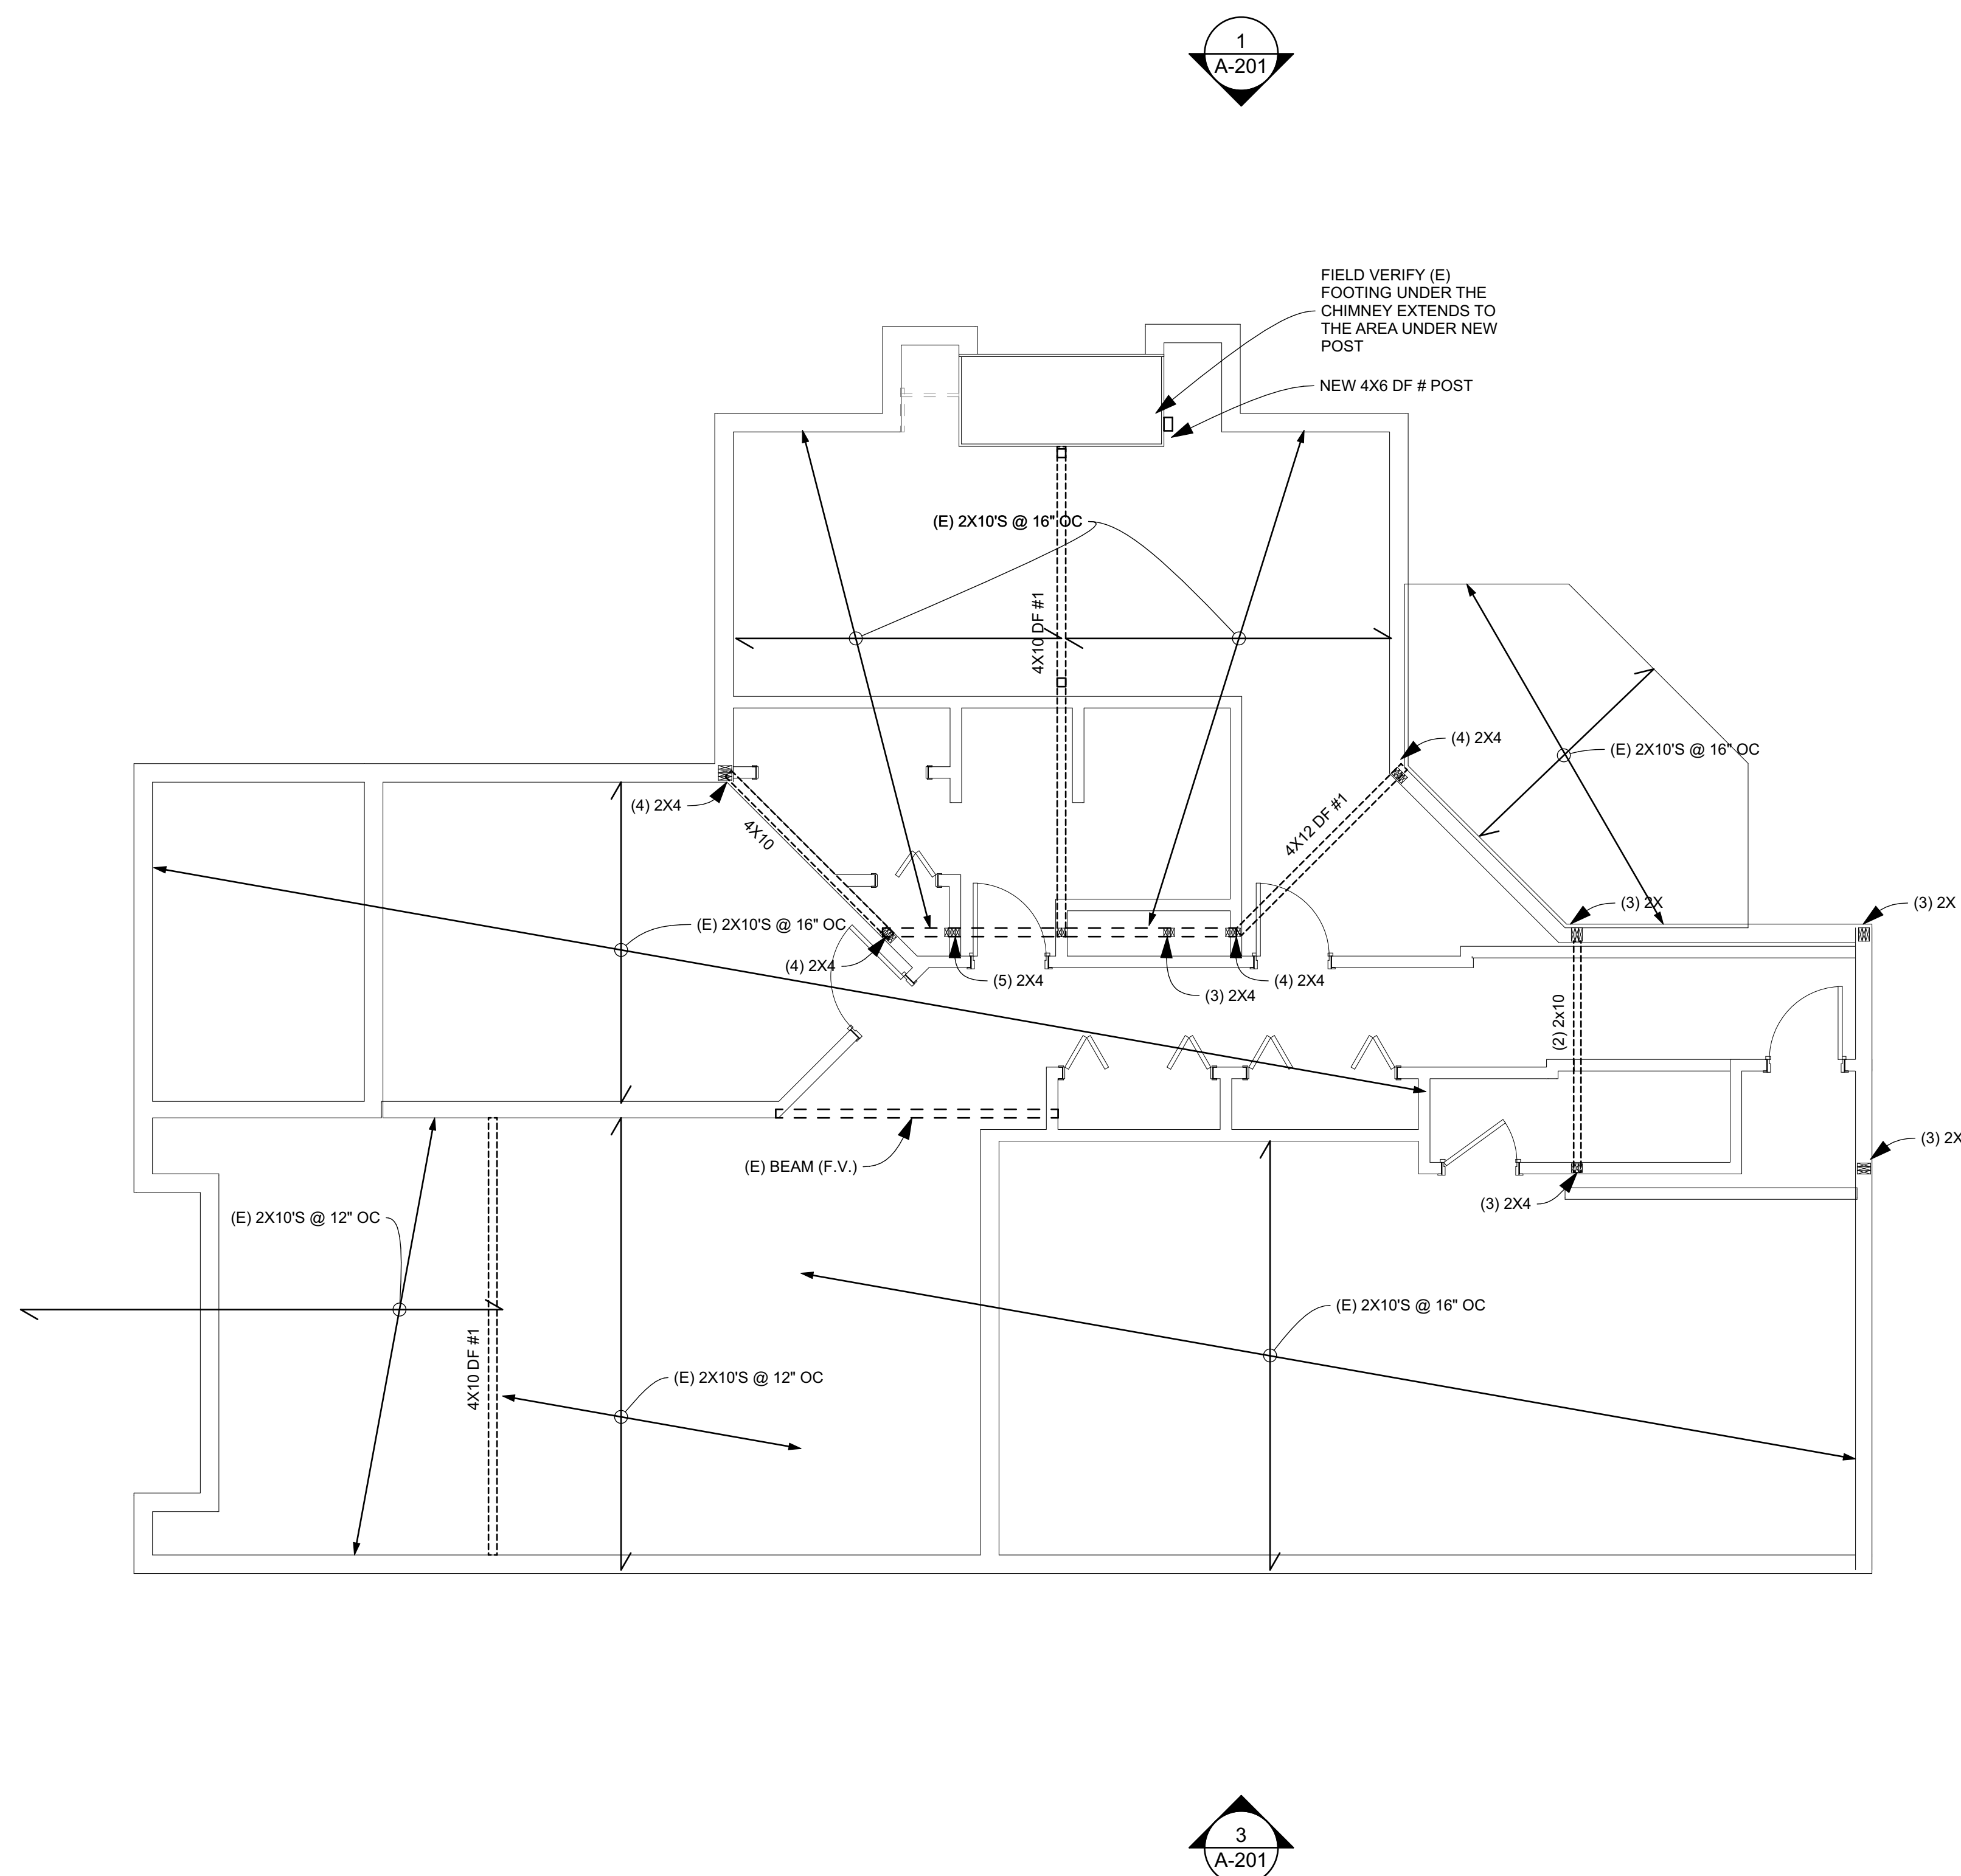 1
A-201
FIELD VERIFY (E)
FOOTING UNDER THE
CHIMNEY EXTENDS TO
THE AREA UNDER NEW
POST
NEW 4X6 DF # POST
(E) 2X10'S @ 16" OC
4X10 DF #1
(4) 2X4
(E) 2X10'S @ 16" OC
(4) 2X4
4X10
4X12 DF #1
(E) 2X10'S @ 16" OC
(3) 2X
(3) 2X
(4) 2X4
(5) 2X4
(3) 2X4
(4) 2X4
(2) 2x10
(E) BEAM (F.V.)
(3) 2X
(3) 2X4
(E) 2X10'S @ 12" OC
(E) 2X10'S @ 16" OC
4X10 DF #1
(E) 2X10'S @ 12" OC
3
A-201